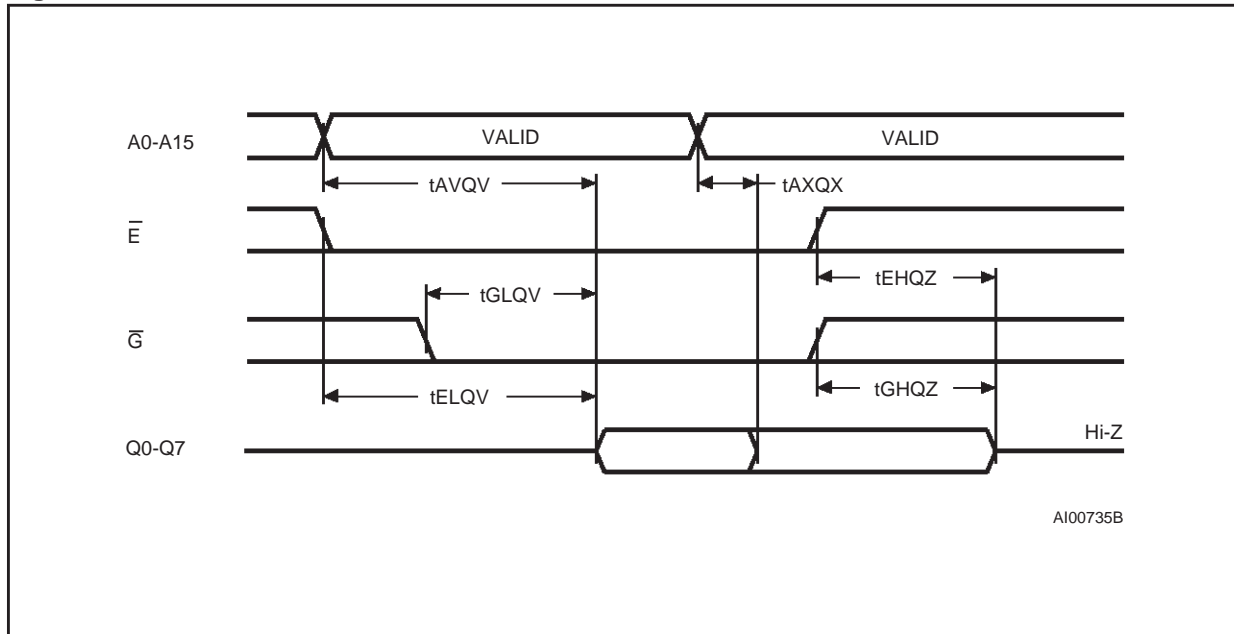 A0-A15
VALID
VALID
tAVQV
tAXQX
E̅
tEHQZ
tGLQV
G̅
tGHQZ
tELQV
Q0-Q7
Hi-Z
AI00735B